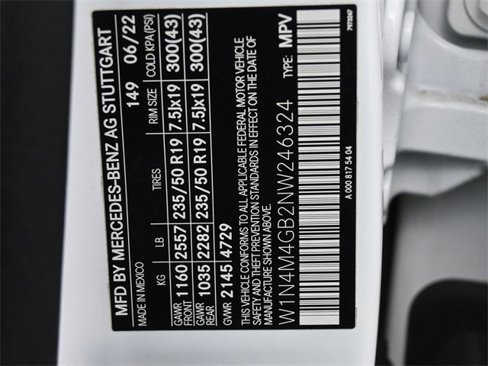 MFD BY MERCEDES-BENZ AG STUTTGART
MADE IN MEXICO 149 06/22
KG LB TIRES RIM SIZE COLD KPA (PSI)
GAWR FRONT 1160 2557 235/50 R19 7.5Jx19 300(43)
GAWR REAR 1035 2282 235/50 R19 7.5Jx19 300(43)
GVWR 2145 4729
THIS VEHICLE CONFORMS TO ALL APPLICABLE FEDERAL MOTOR VEHICLE
SAFETY AND THEFT PREVENTION STANDARDS IN EFFECT ON THE DATE OF
MANUFACTURE SHOWN ABOVE.
W1N4M4GB2NW246324 TYPE: MPV
A 000 817 54 04